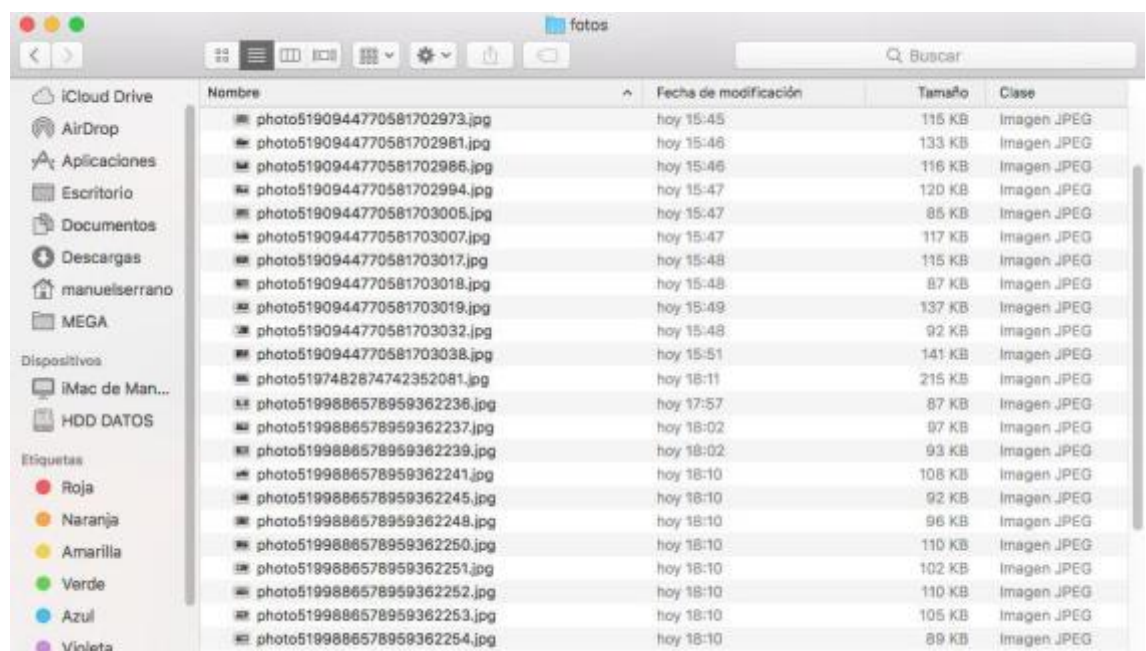 fotos
Buscar
iCloud Drive
AirDrop
Aplicaciones
Escritorio
Documentos
Descargas
manuelserrano
MEGA
Dispositivos
iMac de Man...
HDD DATOS
Etiquetas
Roja
Naranja
Amarilla
Verde
Azul
Violeta
Nombre Fecha de modificación Tamaño Clase
photo5190944770581702973.jpg hoy 15:45 115 KB Imagen JPEG
photo5190944770581702981.jpg hoy 15:46 133 KB Imagen JPEG
photo5190944770581702986.jpg hoy 15:46 116 KB Imagen JPEG
photo5190944770581702994.jpg hoy 15:47 120 KB Imagen JPEG
photo5190944770581703005.jpg hoy 15:47 85 KB Imagen JPEG
photo5190944770581703007.jpg hoy 15:47 117 KB Imagen JPEG
photo5190944770581703017.jpg hoy 15:48 115 KB Imagen JPEG
photo5190944770581703018.jpg hoy 15:48 87 KB Imagen JPEG
photo5190944770581703019.jpg hoy 15:49 137 KB Imagen JPEG
photo5190944770581703032.jpg hoy 15:48 92 KB Imagen JPEG
photo5190944770581703038.jpg hoy 15:51 141 KB Imagen JPEG
photo5197482874742352081.jpg hoy 18:11 215 KB Imagen JPEG
photo5199886578959362236.jpg hoy 17:57 87 KB Imagen JPEG
photo5199886578959362237.jpg hoy 18:02 97 KB Imagen JPEG
photo5199886578959362239.jpg hoy 18:02 93 KB Imagen JPEG
photo5199886578959362241.jpg hoy 18:10 108 KB Imagen JPEG
photo5199886578959362245.jpg hoy 18:10 92 KB Imagen JPEG
photo5199886578959362248.jpg hoy 18:10 96 KB Imagen JPEG
photo5199886578959362250.jpg hoy 18:10 110 KB Imagen JPEG
photo5199886578959362251.jpg hoy 18:10 102 KB Imagen JPEG
photo5199886578959362252.jpg hoy 18:10 110 KB Imagen JPEG
photo5199886578959362253.jpg hoy 18:10 105 KB Imagen JPEG
photo5199886578959362254.jpg hoy 18:10 89 KB Imagen JPEG